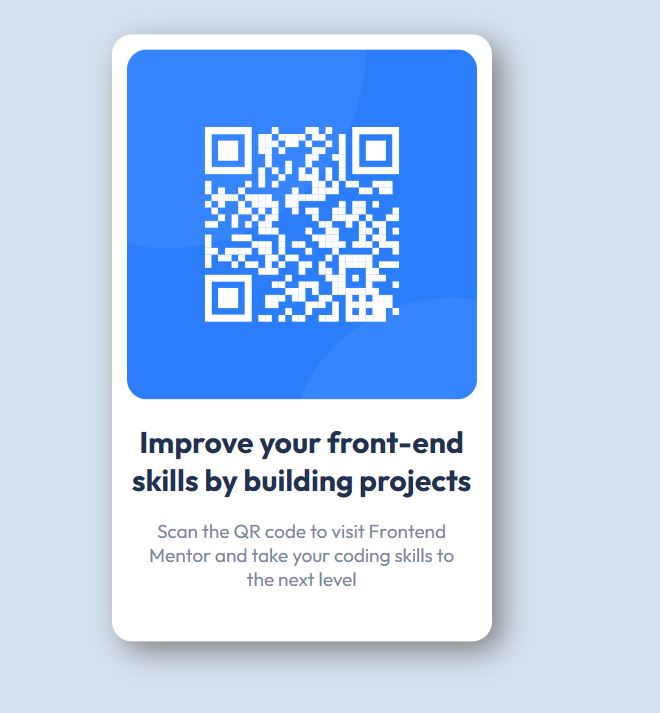 Improve your front-end
skills by building projects
Scan the QR code to visit Frontend
Mentor and take your coding skills to
the next level